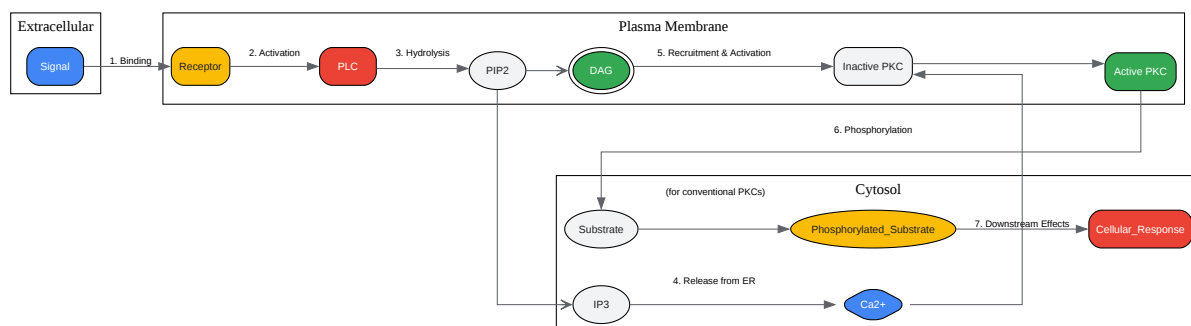 Extracellular
Plasma Membrane
Signal
1. Binding
Receptor
2. Activation
PLC
3. Hydrolysis
PIP2
DAG
5. Recruitment & Activation
Inactive PKC
Active PKC
6. Phosphorylation
(for conventional PKCs)
Cytosol
Substrate
Phosphorylated_Substrate
7. Downstream Effects
Cellular_Response
4. Release from ER
IP3
Ca2+